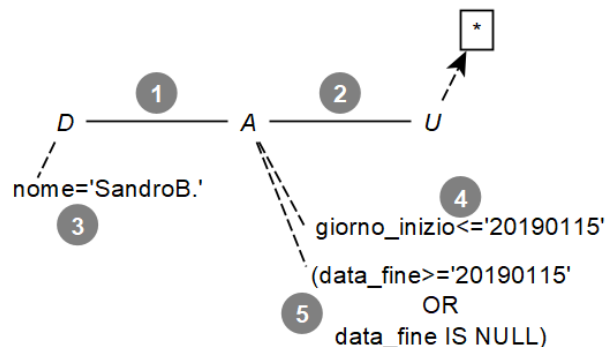 *
1
2
D
A
U
nome='SandroB.'
3
4
giorno_inizio<='20190115'
(data_fine>='20190115'
5
OR
data_fine IS NULL)